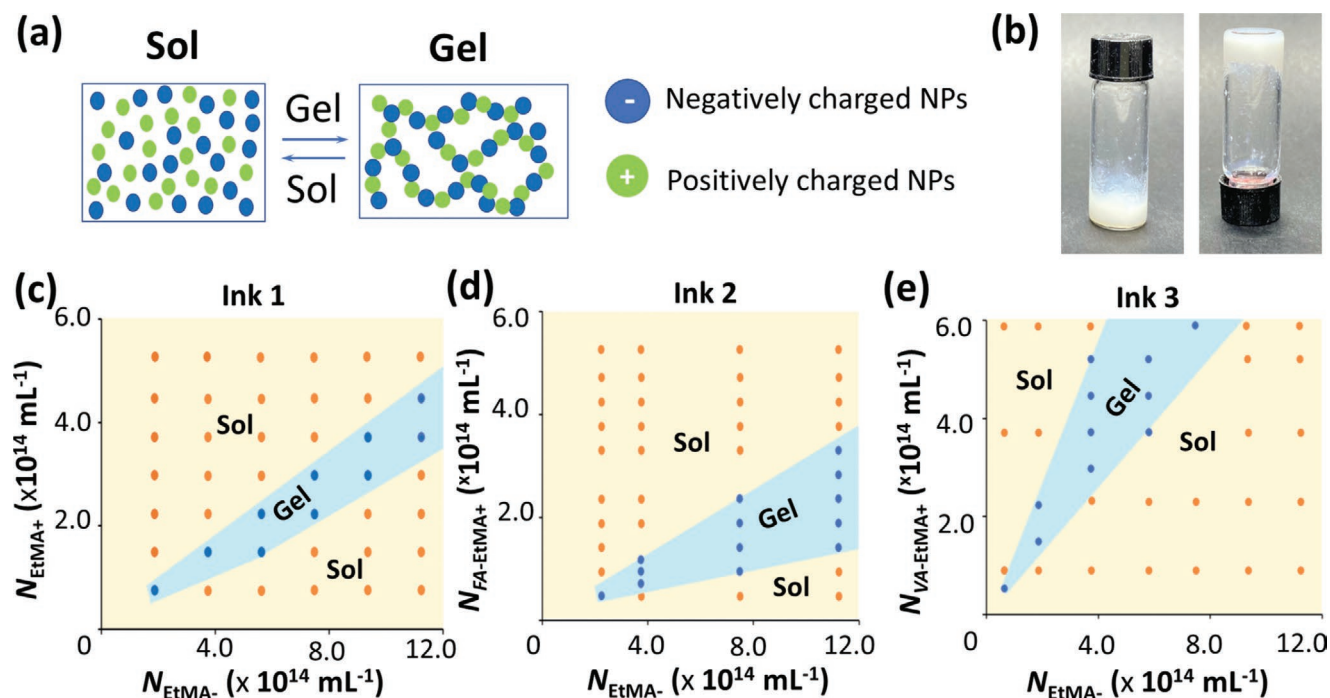 (a)
Sol
Gel
Gel
Sol
- Negatively charged NPs
+ Positively charged NPs
(b)
(c)
Ink 1
N_EtMA+ (x10^14 mL^-1)
6.0
4.0
2.0
0
4.0
8.0
12.0
Sol
Gel
Sol
N_EtMA- (x 10^14 mL^-1)
(d)
Ink 2
N_FA-EtMA+ (x10^14 mL^-1)
6.0
4.0
2.0
0
4.0
8.0
12.0
Sol
Gel
Sol
N_EtMA- (x 10^14 mL^-1)
(e)
Ink 3
N_VA-EtMA+ (x10^14 mL^-1)
6.0
4.0
2.0
0
4.0
8.0
12.0
Sol
Gel
Sol
N_EtMA- (x 10^14 mL^-1)